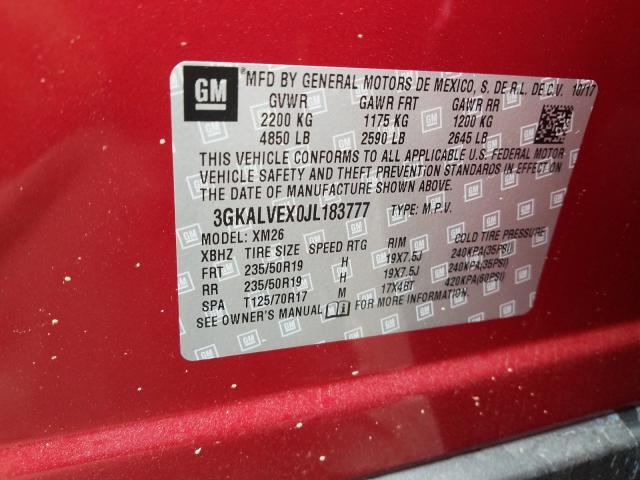 GM ® MFD BY GENERAL MOTORS DE MEXICO, S. DE R.L. DE C.V. 10/17
GVWR GAWR FRT GAWR RR
2200 KG 1175 KG 1200 KG
4850 LB 2590 LB 2645 LB
THIS VEHICLE CONFORMS TO ALL APPLICABLE U.S. FEDERAL MOTOR
VEHICLE SAFETY AND THEFT PREVENTION STANDARDS IN EFFECT ON
THE DATE OF MANUFACTURE SHOWN ABOVE.
3GKALVEX0JL183777 TYPE: M.P.V.
MODEL: XM26
XBHZ TIRE SIZE SPEED RTG RIM COLD TIRE PRESSURE
FRT 235/50R19 H 19X7.5J 240KPA(35PSI)
RR 235/50R19 H 19X7.5J 240KPA(35PSI)
SPA T125/70R17 M 17X4BT 420KPA(60PSI)
SEE OWNER'S MANUAL FOR MORE INFORMATION.